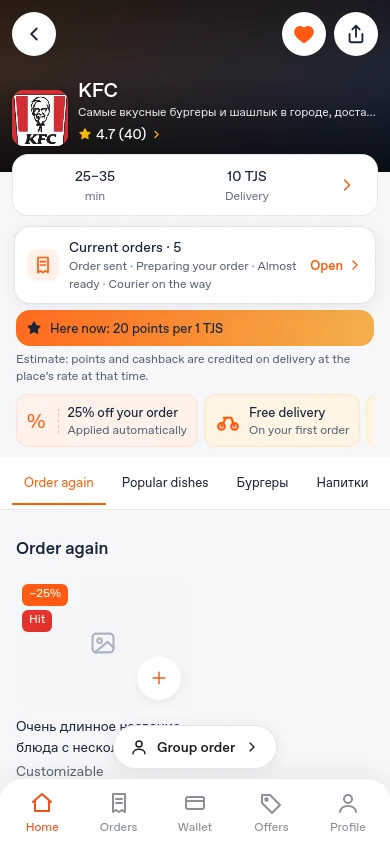 KFC
KFC
Самые вкусные бургеры и шашлык в городе, доста...
4.7 (40)
25–35
min
10 TJS
Delivery
Current orders · 5
Order sent · Preparing your order · Almost
ready · Courier on the way
Open
Here now: 20 points per 1 TJS
Estimate: points and cashback are credited on delivery at the
place's rate at that time.
%
25% off your order
Applied automatically
Free delivery
On your first order
Order again
Popular dishes
Бургеры
Напитки
Order again
−25%
Hit
Очень длинное название
блюда с неско
Group order
Customizable
Home
Orders
Wallet
Offers
Profile